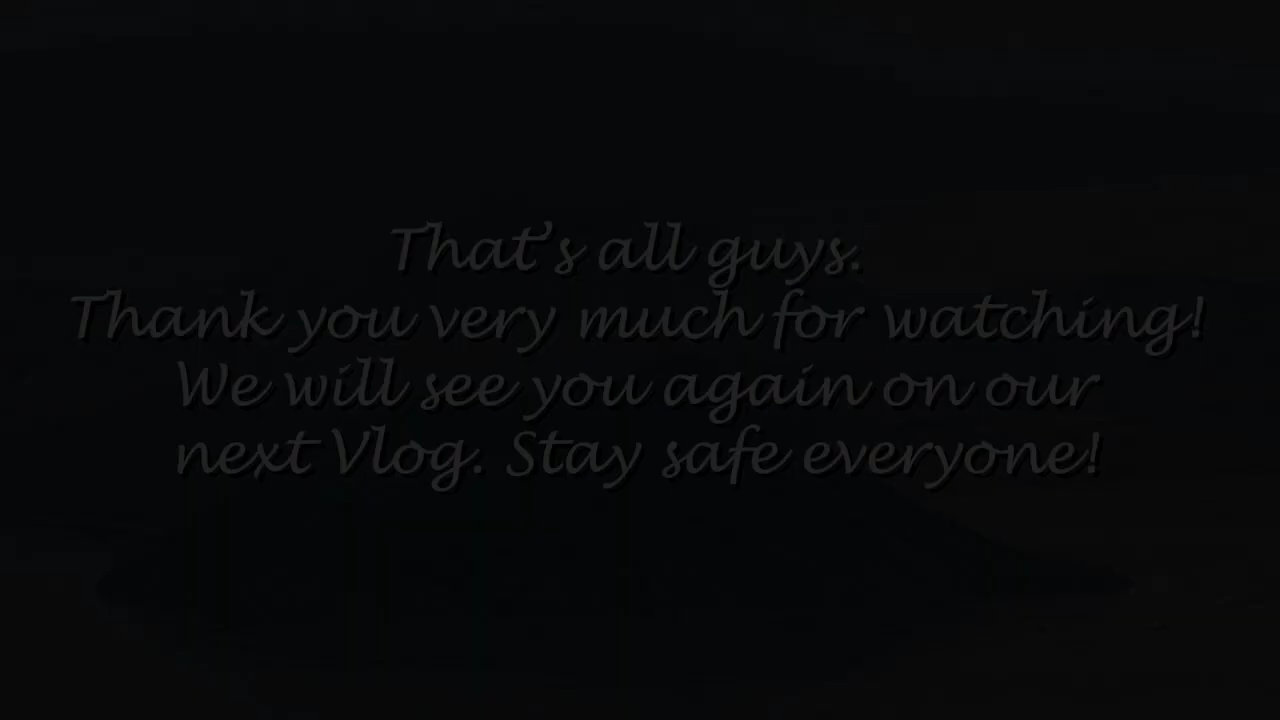 That's all guys.
Thank you very much for watching!
We will see you again on our
next Vlog. Stay safe everyone!